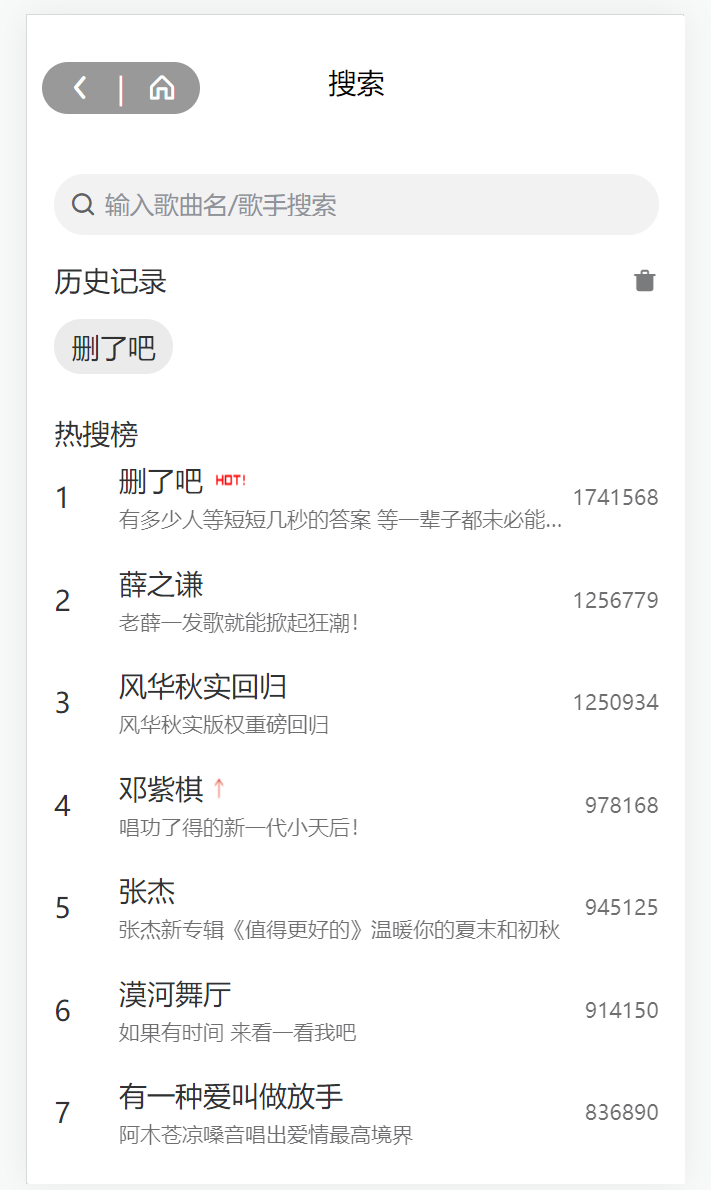 搜索
输入歌曲名/歌手搜索
历史记录
删了吧
热搜榜
1 删了吧 HOT! 1741568
有多少人等短短几秒的答案 等一辈子都未必能...
2 薛之谦 1256779
老薛一发歌就能掀起狂潮！
3 风华秋实回归 1250934
风华秋实版权重磅回归
4 邓紫棋 ↑ 978168
唱功了得的新一代小天后！
5 张杰 945125
张杰新专辑《值得更好的》温暖你的夏末和初秋
6 漠河舞厅 914150
如果有时间 来看一看我吧
7 有一种爱叫做放手 836890
阿木苍凉嗓音唱出爱情最高境界